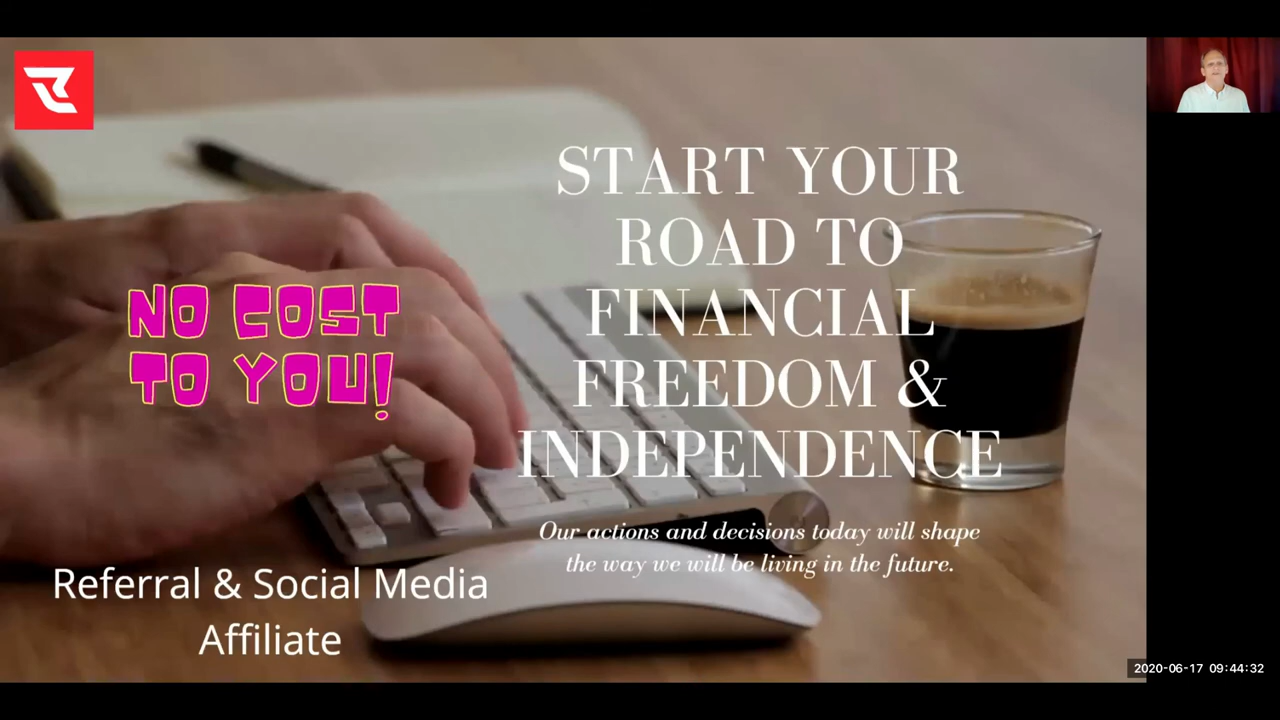 START YOUR
ROAD TO
FINANCIAL
FREEDOM &
INDEPENDENCE
NO COST
TO YOU!
Our actions and decisions today will shape
the way we will be living in the future.
Referral & Social Media
Affiliate
2020-06-17 09:44:32